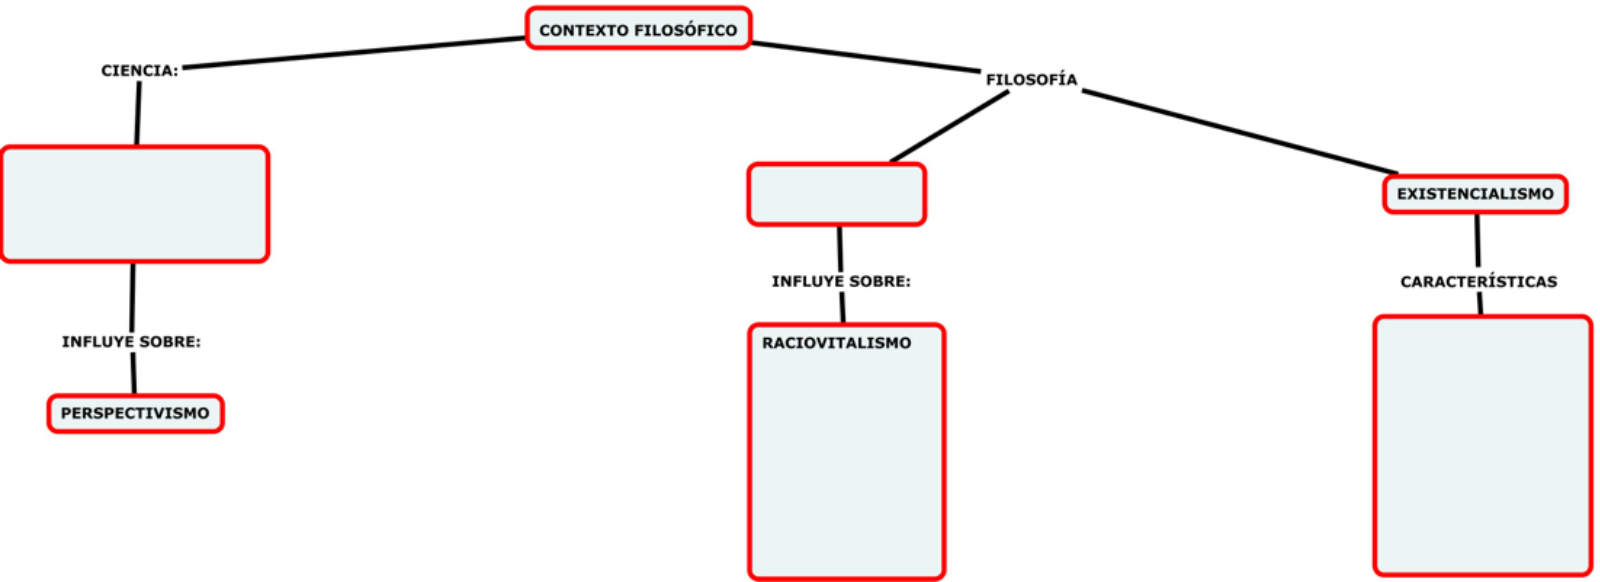 CONTEXTO FILOSÓFICO
CIENCIA:
FILOSOFÍA
EXISTENCIALISMO
INFLUYE SOBRE:
CARACTERÍSTICAS
INFLUYE SOBRE:
RACIOVITALISMO
PERSPECTIVISMO